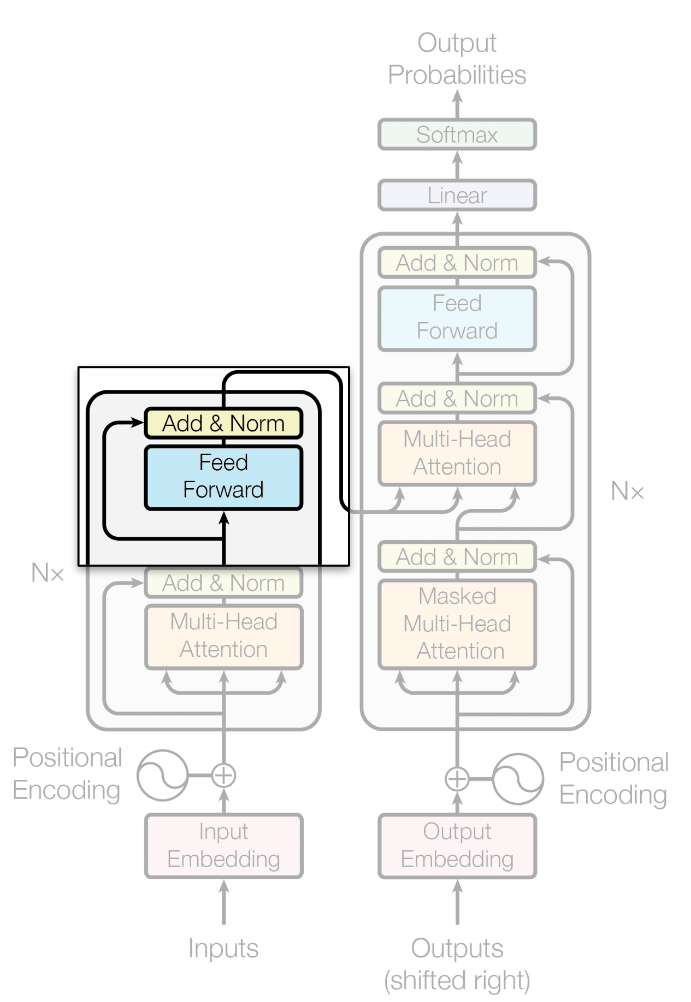 Output
Probabilities
Softmax
Linear
Add & Norm
Feed
Forward
Add & Norm
Multi-Head
Attention
Nx
Add & Norm
Masked
Multi-Head
Attention
Add & Norm
Feed
Forward
Nx
Add & Norm
Multi-Head
Attention
Positional
Encoding
Positional
Encoding
Input
Embedding
Output
Embedding
Inputs
Outputs
(shifted right)